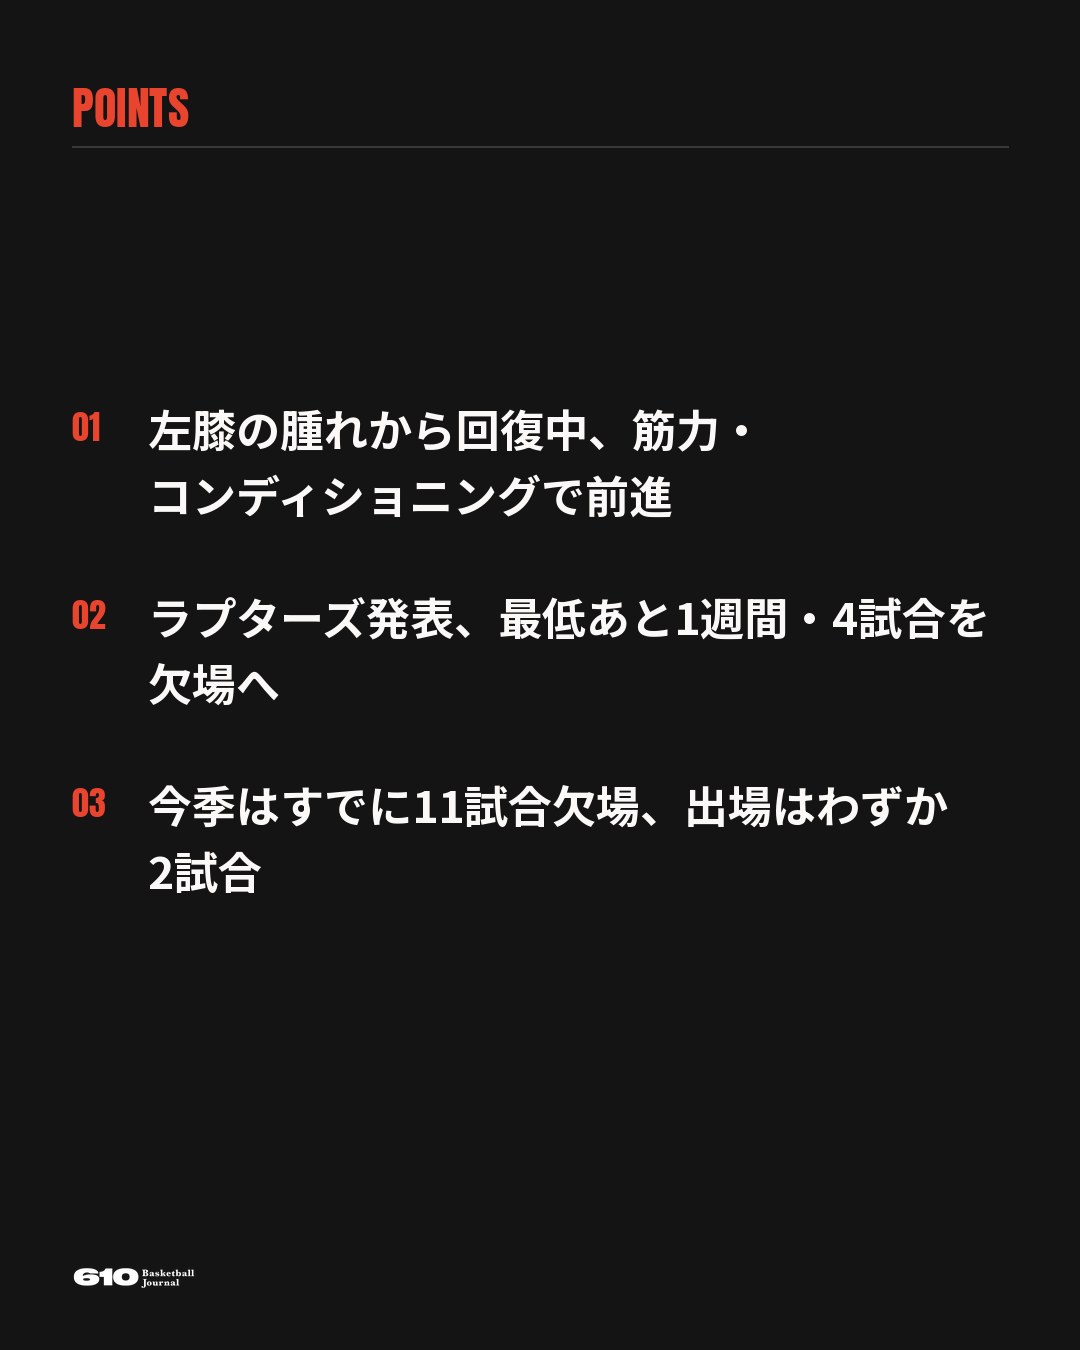 POINTS
01 左膝の腫れから回復中、筋力・
コンディショニングで前進
02 ラプターズ発表、最低あと1週間・4試合を
欠場へ
03 今季はすでに11試合欠場、出場はわずか
2試合
610 Basketball
Journal